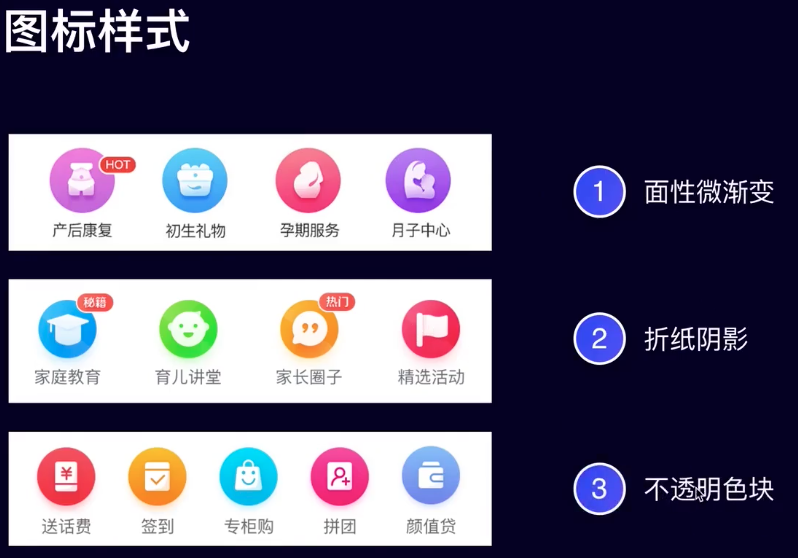 图标样式
HOT
产后康复 初生礼物 孕期服务 月子中心
1 面性微渐变
秘籍 热门
家庭教育 育儿讲堂 家长圈子 精选活动
2 折纸阴影
¥
送话费 签到 专柜购 拼团 颜值贷
3 不透明色块